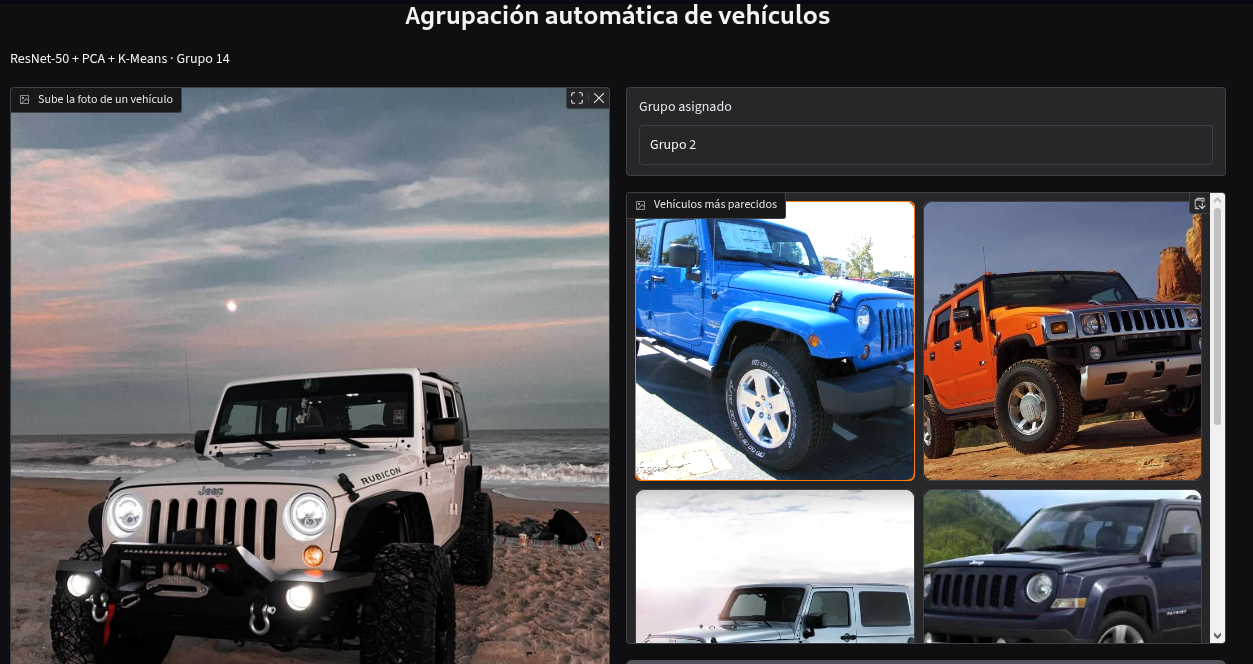 Agrupación automática de vehículos
ResNet-50 + PCA + K-Means · Grupo 14
Sube la foto de un vehículo
Jeep
RUBICON
Grupo asignado
Grupo 2
Vehículos más parecidos
Jeep
Jeep